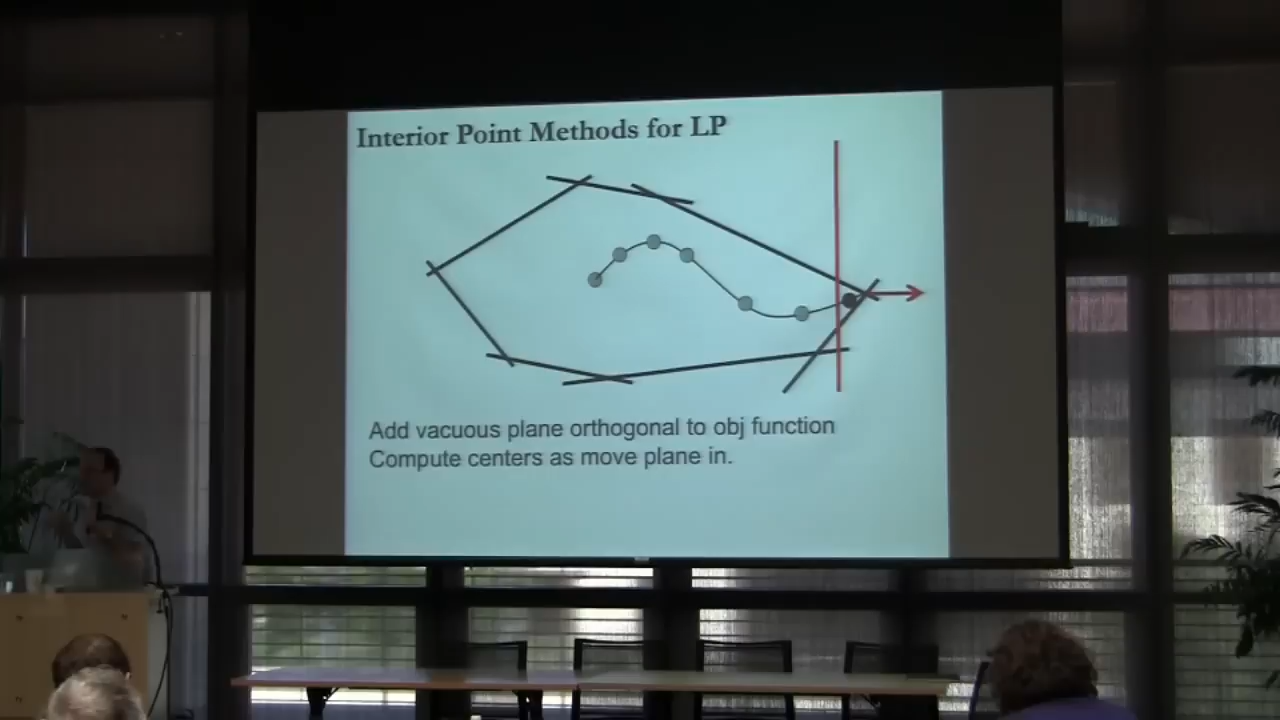 Interior Point Methods for LP
Add vacuous plane orthogonal to obj function
Compute centers as move plane in.